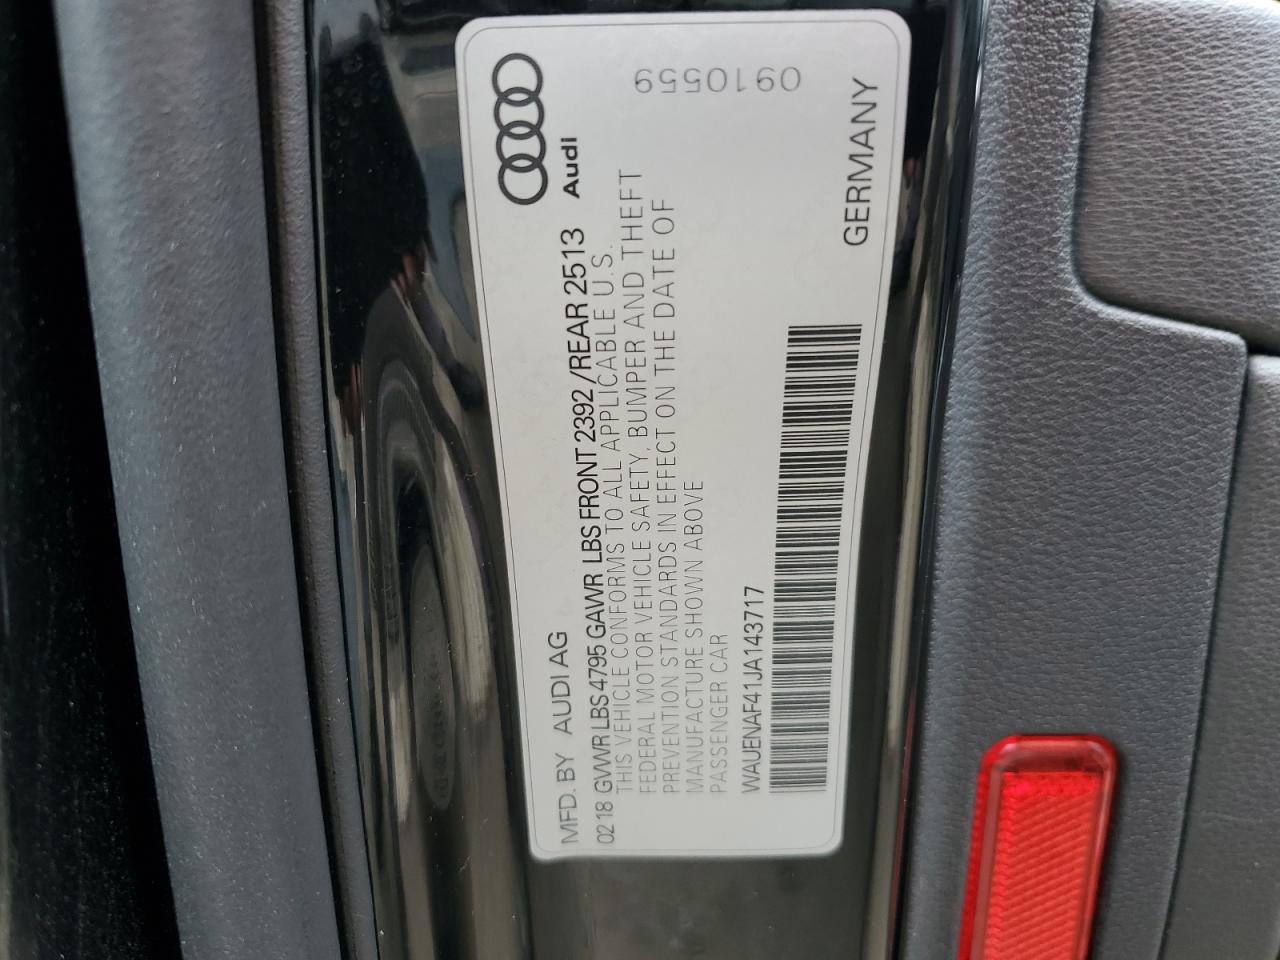 Audi
0910559
MFD. BY AUDI AG
02 18 GVWR LBS 4795 GAWR LBS FRONT 2392 /REAR 2513
THIS VEHICLE CONFORMS TO ALL APPLICABLE U.S.
FEDERAL MOTOR VEHICLE SAFETY, BUMPER AND THEFT
PREVENTION STANDARDS IN EFFECT ON THE DATE OF
MANUFACTURE SHOWN ABOVE
PASSENGER CAR
WAUENAF41JA143717
GERMANY